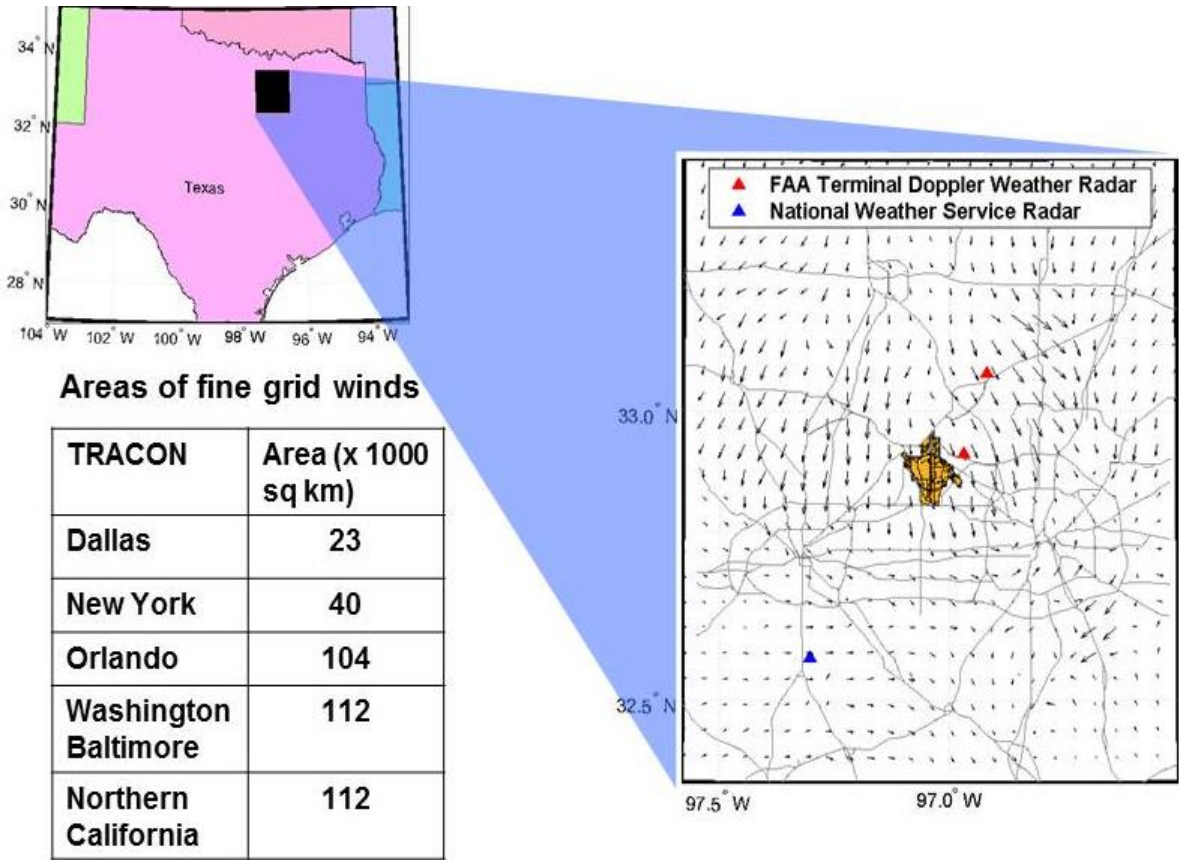 34° N
32° N
30° N
28° N
104° W
102° W
100° W
98° W
96° W
94° W
Texas
Areas of fine grid winds
TRACON
Area (x 1000
sq km)
Dallas
23
New York
40
Orlando
104
Washington
Baltimore
112
Northern
California
112
FAA Terminal Doppler Weather Radar
National Weather Service Radar
33.0° N
32.5° N
97.5° W
97.0° W